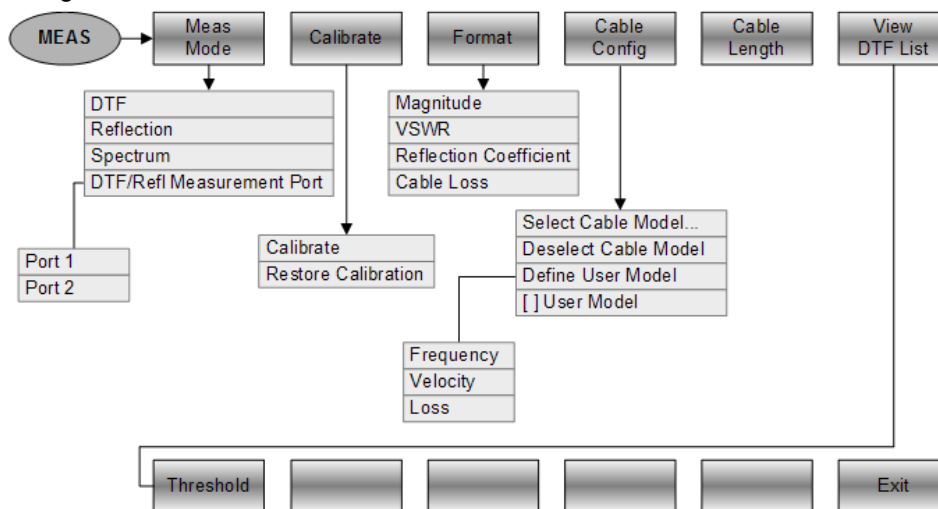 MEAS
Meas
Mode
Calibrate
Format
Cable
Config
Cable
Length
View
DTF List
DTF
Reflection
Spectrum
DTF/Refl Measurement Port
Magnitude
VSWR
Reflection Coefficient
Cable Loss
Port 1
Port 2
Calibrate
Restore Calibration
Select Cable Model...
Deselect Cable Model
Define User Model
[ ] User Model
Frequency
Velocity
Loss
Threshold
Exit